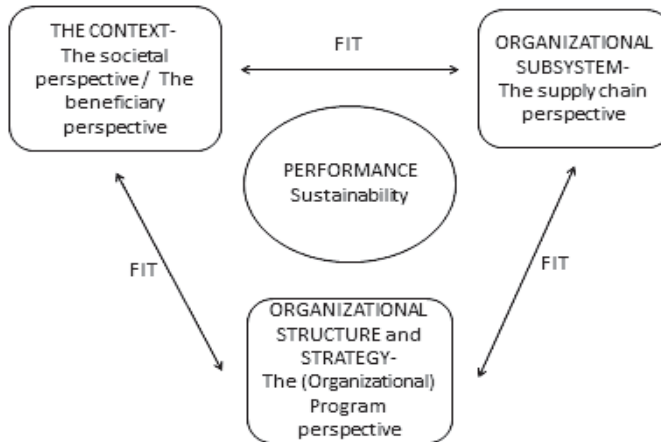 THE CONTEXT-
The societal
perspective/ The
beneficiary
perspective
FIT
ORGANIZATIONAL
SUBSYSTEM-
The supply chain
perspective
PERFORMANCE
Sustainability
FIT
FIT
ORGANIZATIONAL
STRUCTURE and
STRATEGY-
The (Organizational)
Program
perspective